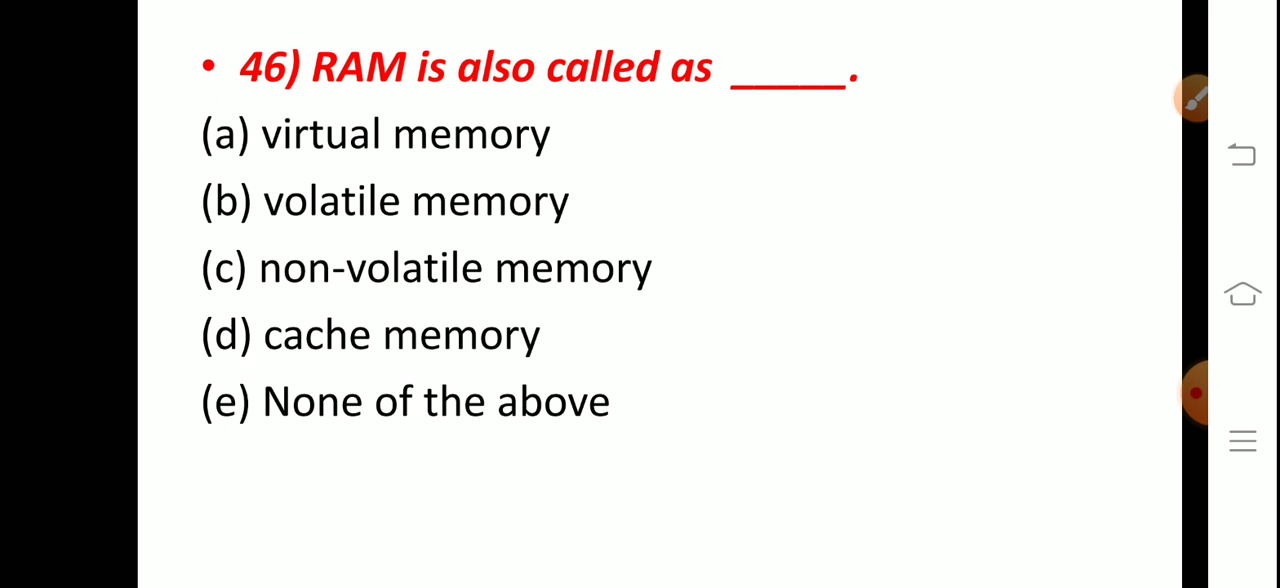 • 46) RAM is also called as _____.
(a) virtual memory
(b) volatile memory
(c) non-volatile memory
(d) cache memory
(e) None of the above